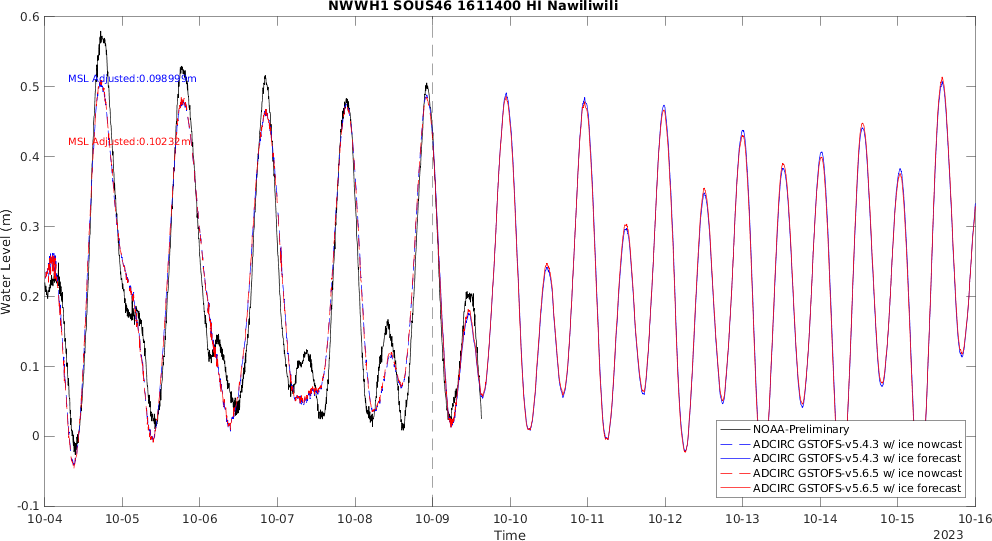 NWWH1 SOUS46 1611400 HI Nawiliwili
0.6
0.5
0.4
0.3
0.2
0.1
0
-0.1
Water Level (m)
MSL Adjusted:0.098999m
MSL Adjusted:0.10232m
NOAA-Preliminary
ADCIRC GSTOFS-v5.4.3 w/ ice nowcast
ADCIRC GSTOFS-v5.4.3 w/ ice forecast
ADCIRC GSTOFS-v5.6.5 w/ ice nowcast
ADCIRC GSTOFS-v5.6.5 w/ ice forecast
10-04 10-05 10-06 10-07 10-08 10-09 10-10 10-11 10-12 10-13 10-14 10-15 10-16
Time
2023